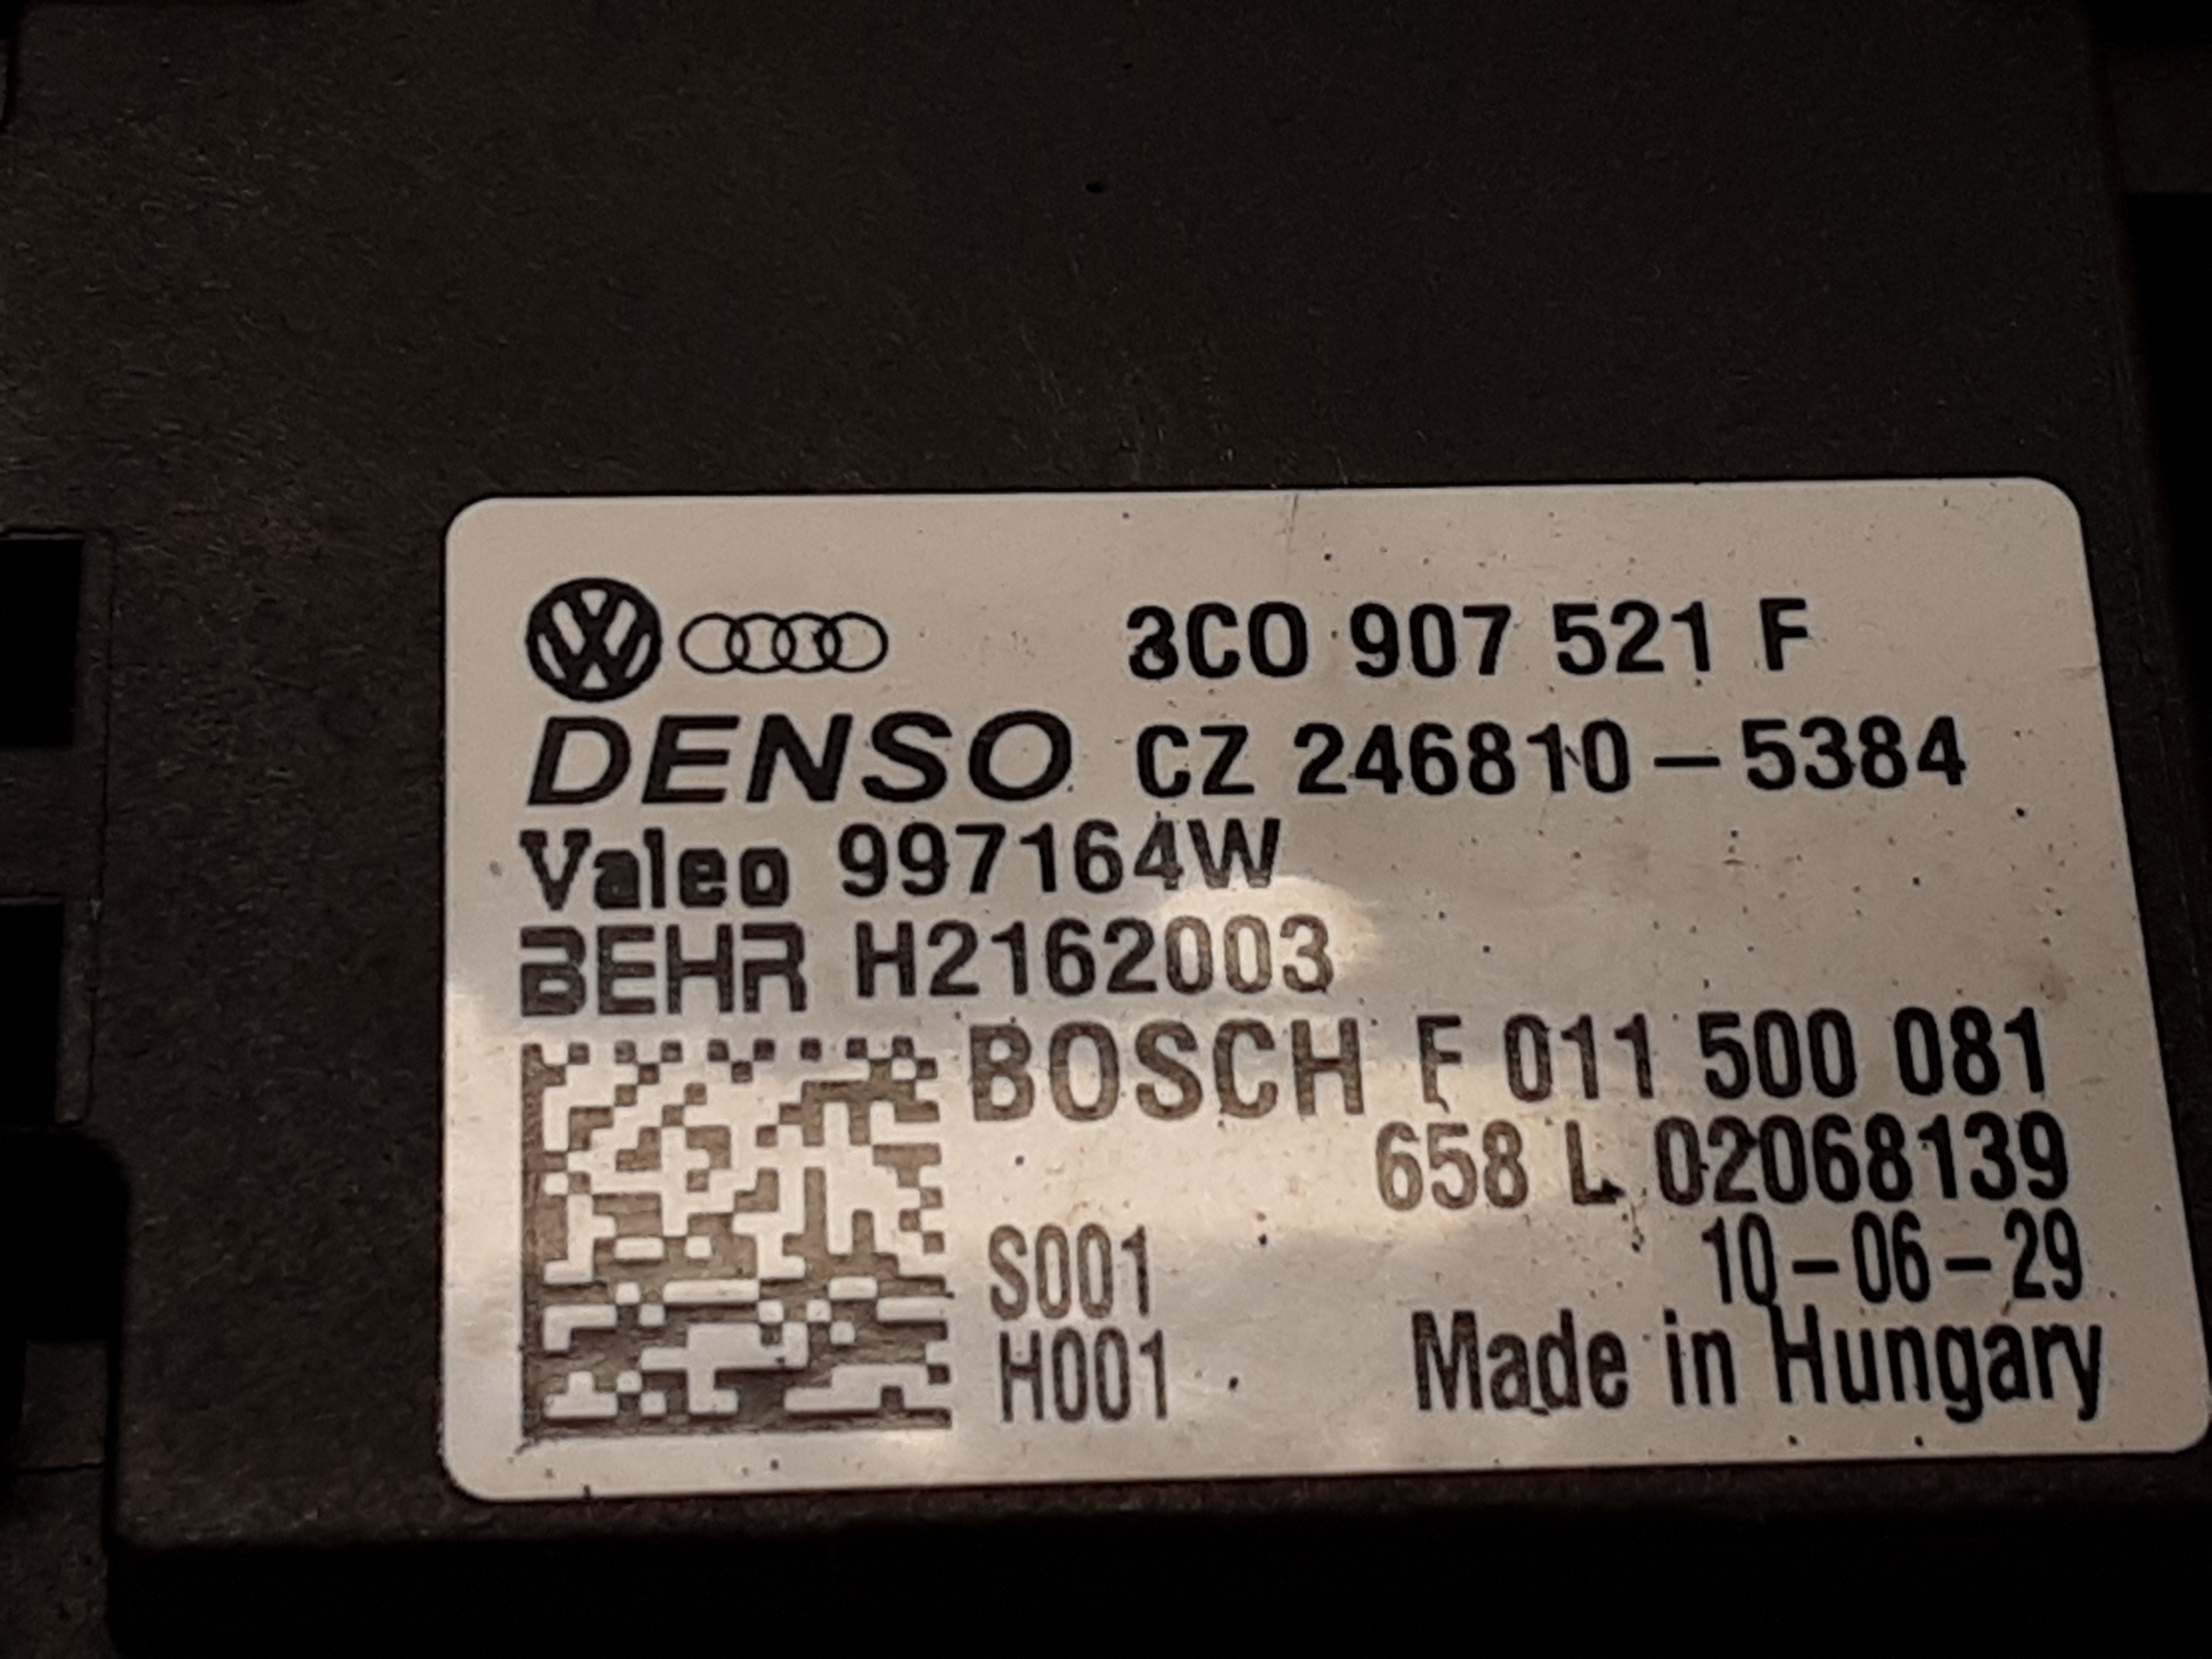 3C0 907 521 F
DENSO CZ 246810-5384
Valeo 997164W
BEHR H2162003
BOSCH F 011 500 081
658 L 02068139
S001 10-06-29
H001 Made in Hungary